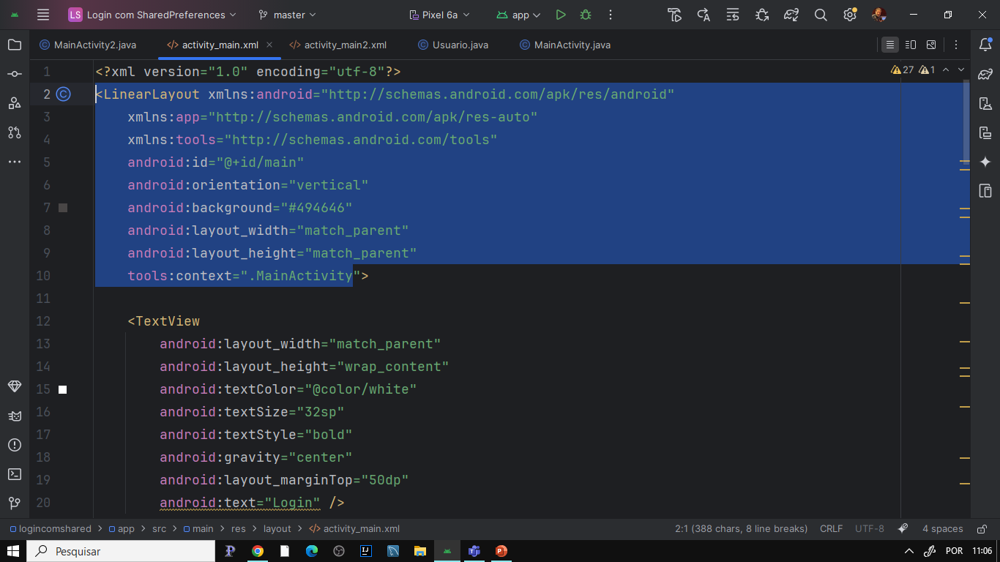 LS Login com SharedPreferences master Pixel 6a app
MainActivity2.java activity_main.xml activity_main2.xml Usuario.java MainActivity.java
1 <?xml version="1.0" encoding="utf-8"?> 27 1
2 <LinearLayout xmlns:android="http://schemas.android.com/apk/res/android"
3 xmlns:app="http://schemas.android.com/apk/res-auto"
4 xmlns:tools="http://schemas.android.com/tools"
5 android:id="@+id/main"
6 android:orientation="vertical"
7 android:background="#494646"
8 android:layout_width="match_parent"
9 android:layout_height="match_parent"
10 tools:context=".MainActivity">
11
12 <TextView
13 android:layout_width="match_parent"
14 android:layout_height="wrap_content"
15 android:textColor="@color/white"
16 android:textSize="32sp"
17 android:textStyle="bold"
18 android:gravity="center"
19 android:layout_marginTop="50dp"
20 android:text="Login" />
logincomshared > app > src > main > res > layout > activity_main.xml 2:1 (388 chars, 8 line breaks) CRLF UTF-8 4 spaces
Pesquisar POR 11:06